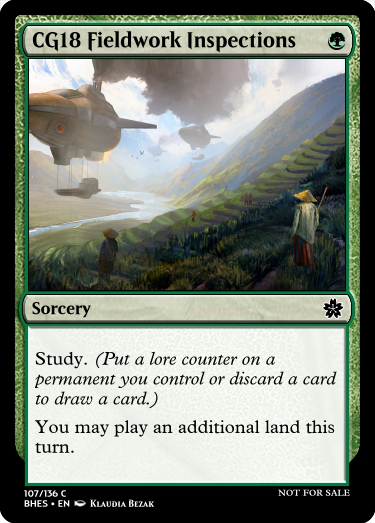 CG18 Fieldwork Inspections
Sorcery
Study. (Put a lore counter on a
permanent you control or discard a card
to draw a card.)
You may play an additional land this
turn.
107/136 C
NOT FOR SALE
BHES • EN Klaudia Bezak